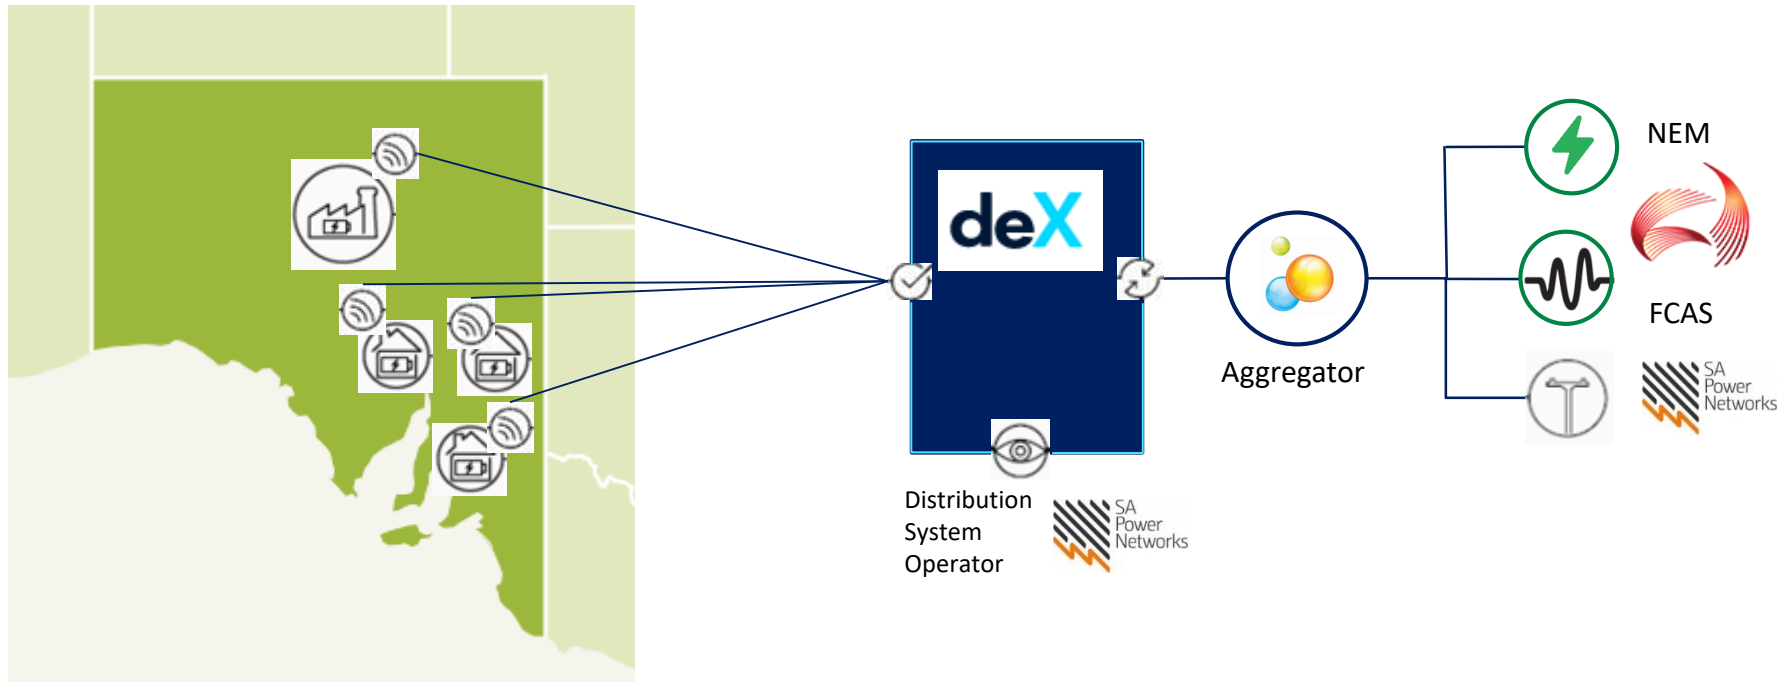 deX
Distribution
System
Operator
SA
Power
Networks
Aggregator
NEM
FCAS
SA
Power
Networks